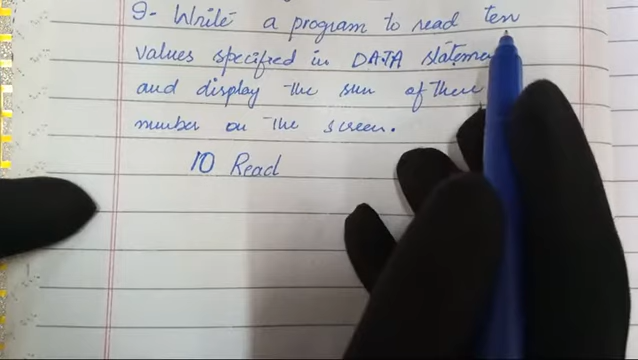 9- Write a program to read ten
values specified in DATA
and display the sum of these
number on the screen.
10 Read